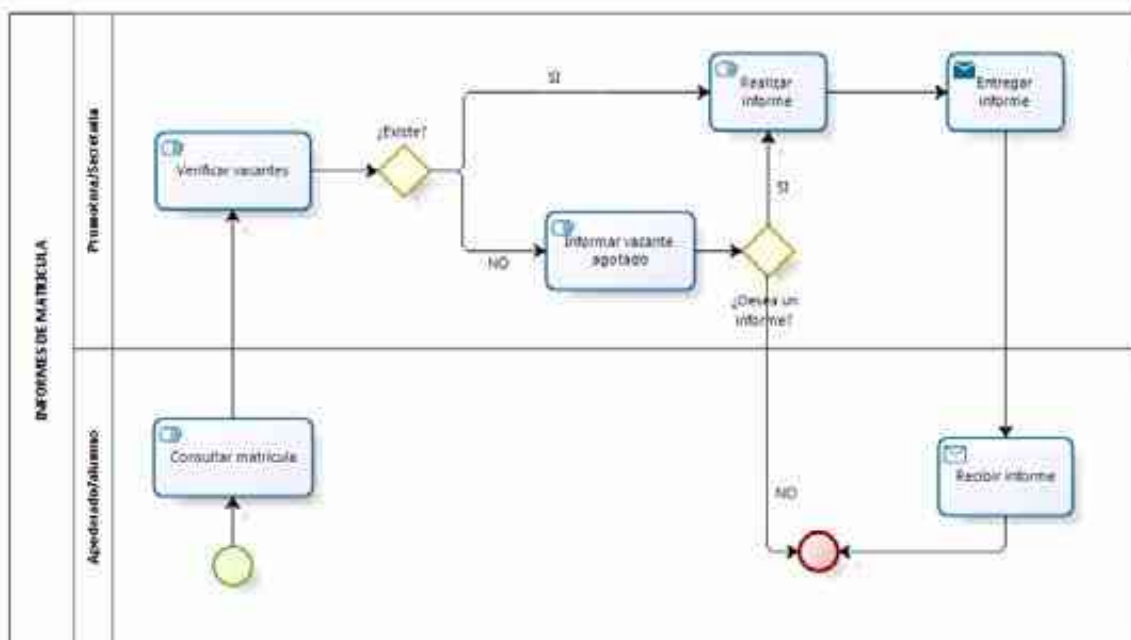 INFORMES DE MATRICULA
Promotora/Secretaria
Apoderado/alumno
Verificar vacantes
¿Existe?
SI
NO
Informar vacante
agotado
¿Desea un
informe?
SI
NO
Realizar
informe
Entregar
informe
Consultar matrícula
Recibir informe